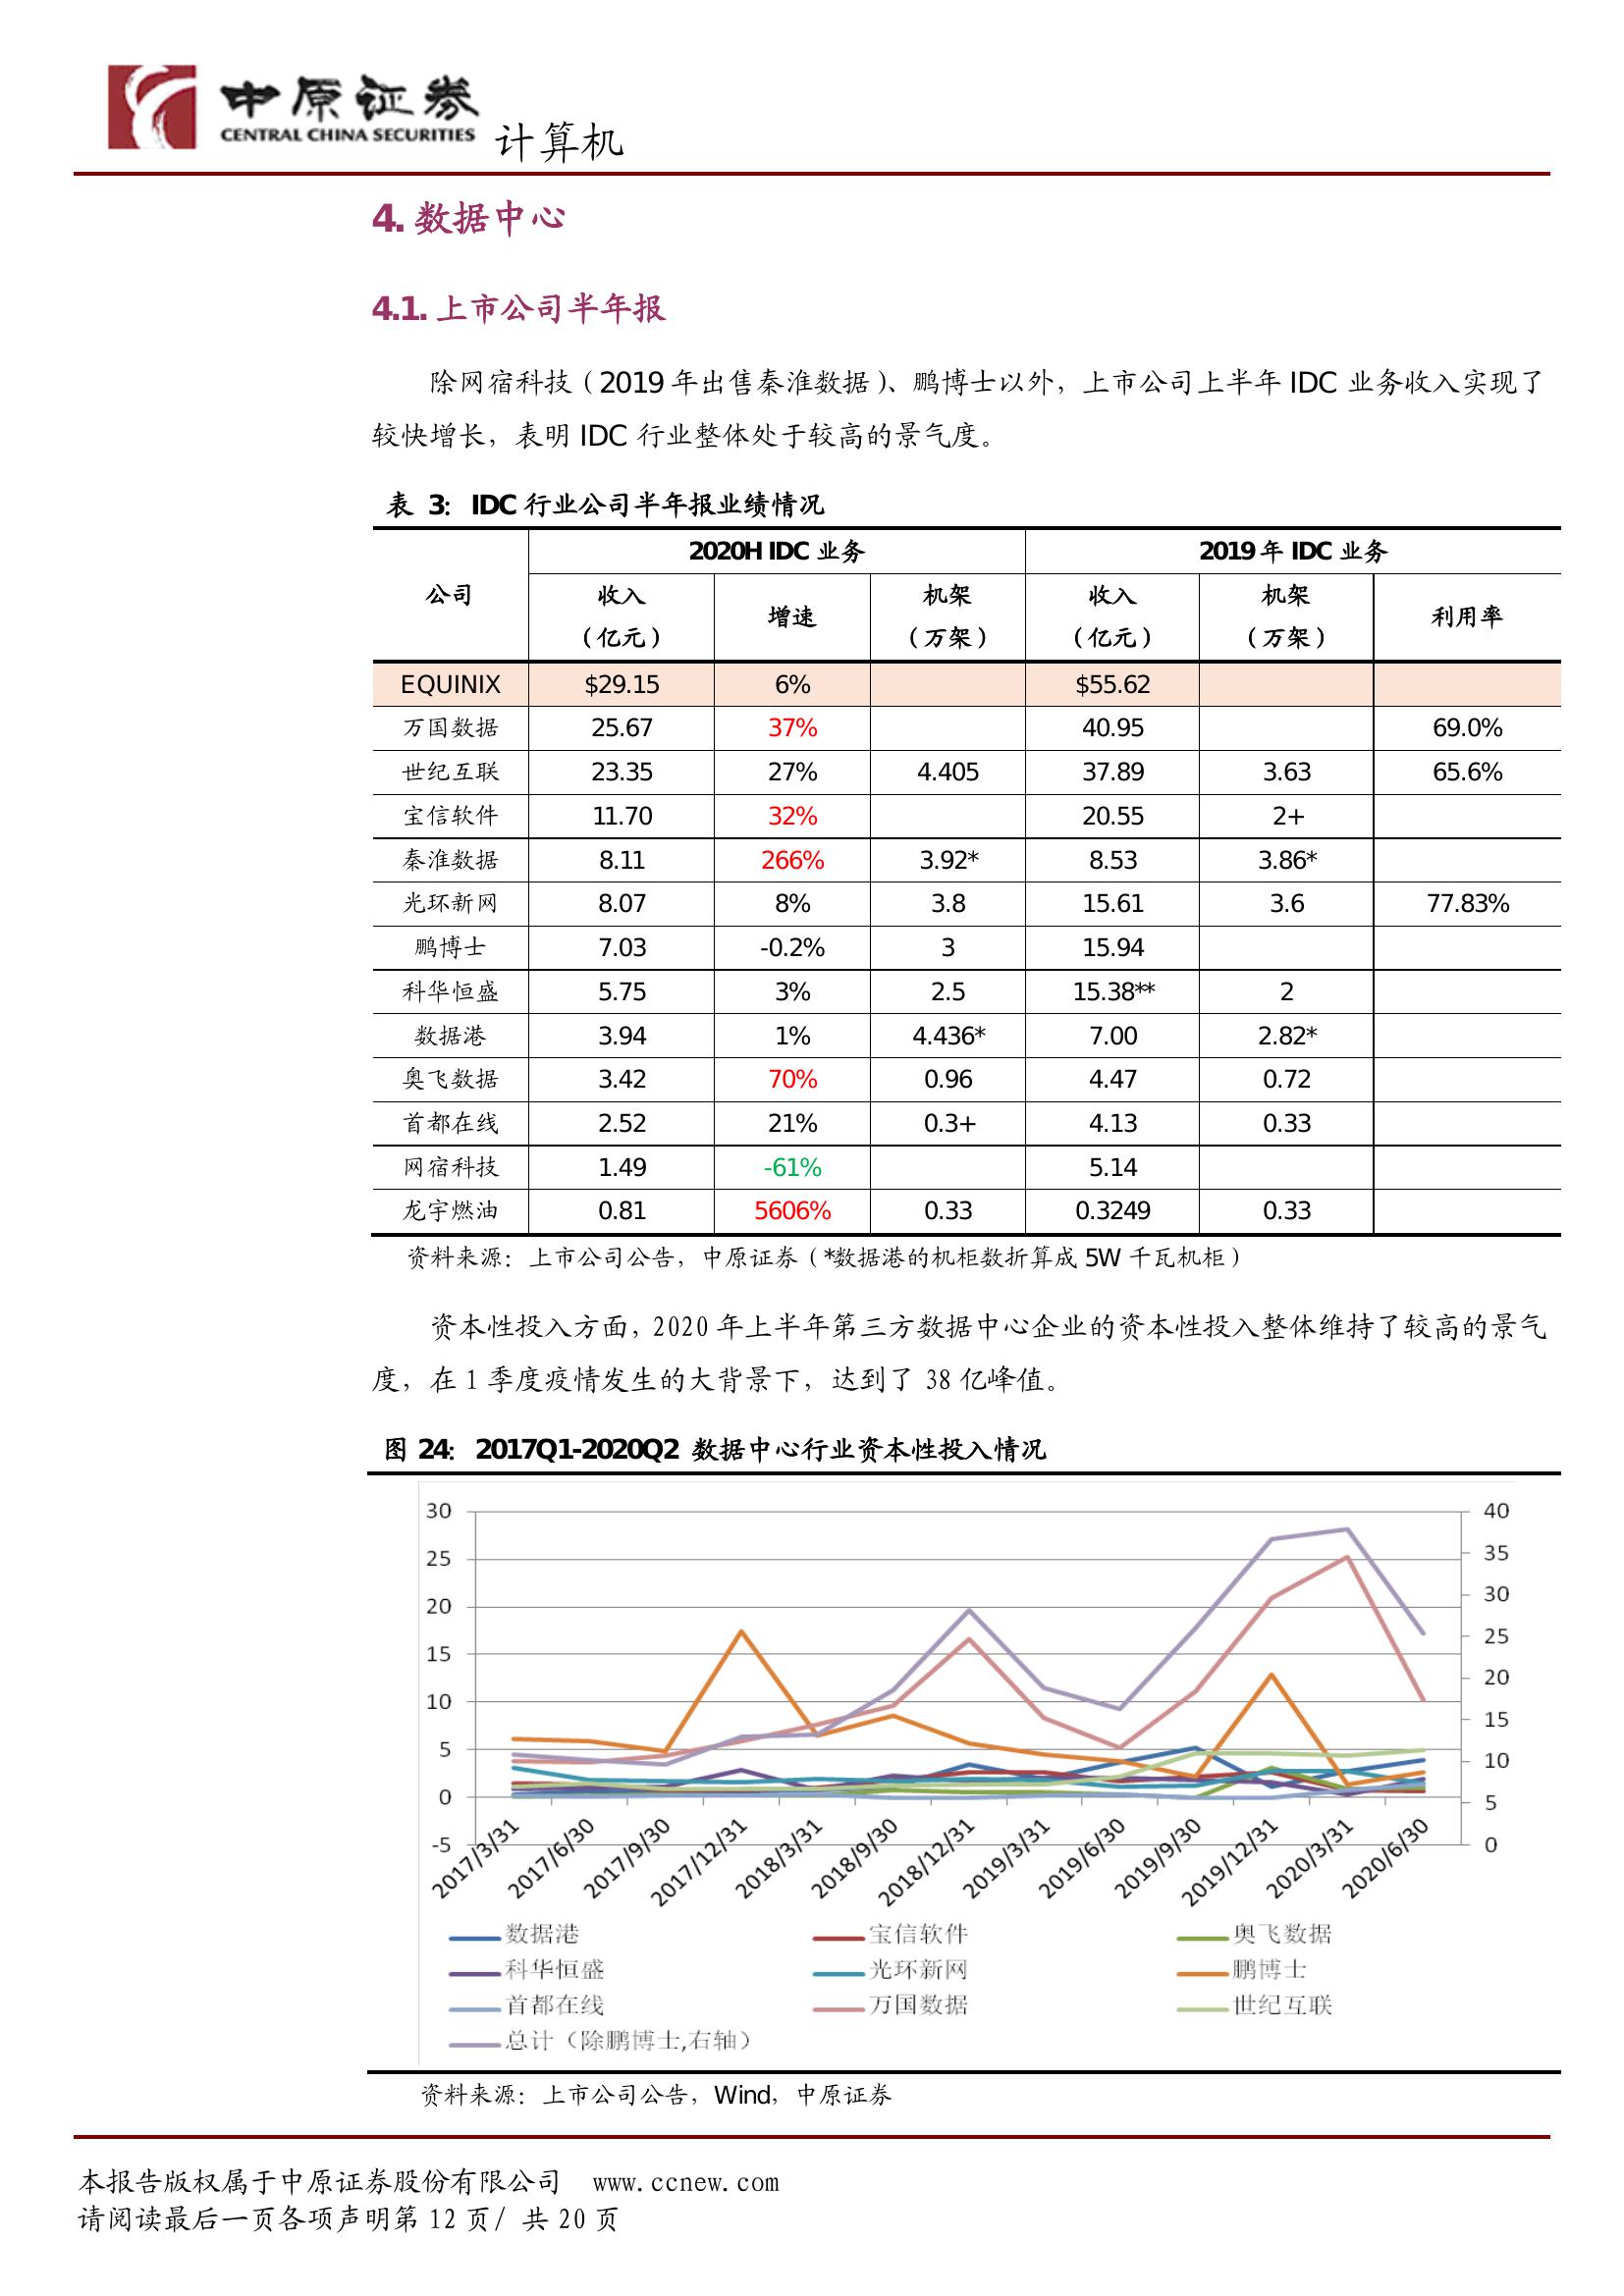 中原证券
CENTRAL CHINA SECURITIES
计算机
4. 数据中心
4.1. 上市公司半年报
除网宿科技（2019 年出售秦淮数据）、鹏博士以外，上市公司上半年 IDC 业务收入实现了
较快增长，表明 IDC 行业整体处于较高的景气度。
表 3： IDC 行业公司半年报业绩情况
公司 2020H IDC 业务 2019 年 IDC 业务
收入（亿元） 增速 机架（万架） 收入（亿元） 机架（万架） 利用率
EQUINIX $29.15 6% $55.62
万国数据 25.67 37% 40.95 69.0%
世纪互联 23.35 27% 4.405 37.89 3.63 65.6%
宝信软件 11.70 32% 20.55 2+
秦淮数据 8.11 266% 3.92* 8.53 3.86*
光环新网 8.07 8% 3.8 15.61 3.6 77.83%
鹏博士 7.03 -0.2% 3 15.94
科华恒盛 5.75 3% 2.5 15.38** 2
数据港 3.94 1% 4.436* 7.00 2.82*
奥飞数据 3.42 70% 0.96 4.47 0.72
首都在线 2.52 21% 0.3+ 4.13 0.33
网宿科技 1.49 -61% 5.14
龙宇燃油 0.81 5606% 0.33 0.3249 0.33
资料来源：上市公司公告，中原证券（*数据港的机柜数折算成 5W 千瓦机柜）
资本性投入方面，2020 年上半年第三方数据中心企业的资本性投入整体维持了较高的景气
度，在 1 季度疫情发生的大背景下，达到了 38 亿峰值。
图 24： 2017Q1-2020Q2 数据中心行业资本性投入情况
30
25
20
15
10
5
0
-5
40
35
30
25
20
15
10
5
0
2017/3/31 2017/6/30 2017/9/30 2017/12/31 2018/3/31 2018/9/30 2018/12/31 2019/3/31 2019/6/30 2019/9/30 2019/12/31 2020/3/31 2020/6/30
数据港 宝信软件 奥飞数据
科华恒盛 光环新网 鹏博士
首都在线 万国数据 世纪互联
总计（除鹏博士,右轴）
资料来源：上市公司公告，Wind，中原证券
本报告版权属于中原证券股份有限公司 www.ccnew.com
请阅读最后一页各项声明第 12 页/ 共 20 页